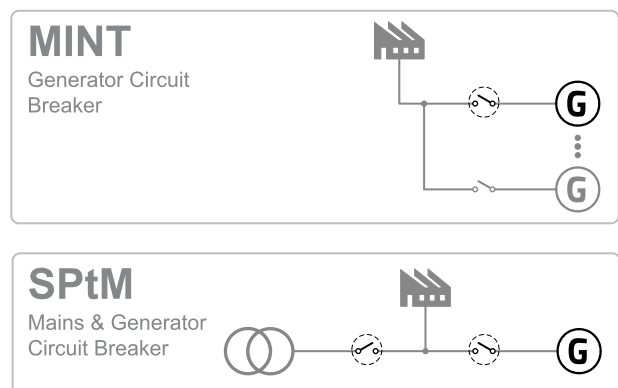 MINT
Generator Circuit
Breaker
G
G
SPtM
Mains & Generator
Circuit Breaker
G